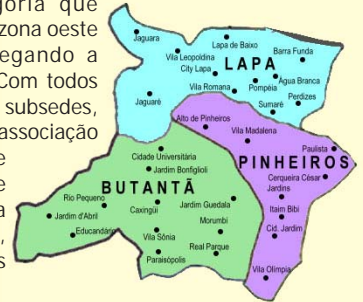 goria que
zona oeste
egando a
Com todos
subsedes,
associação
e
e
a
,
s
Jaguara
Lapa de Baixo
Barra Funda
Vila Leopoldina
City Lapa
LAPA
Água Branca
Jaguaré
Vila Romana
Pompéia
Perdizes
Sumaré
Alto de Pinheiros
Vila Madalena
Paulista
PINHEIROS
Cerqueira César
Jardins
Itaim Bibi
Cid. Jardim
Vila Olímpia
Cidade Universitária
Jardim Bonfiglioli
BUTANTÃ
Rio Pequeno
Caxingüi
Jardim Guedala
Jardim d'Abril
Morumbi
Educandário
Vila Sônia
Real Parque
Paraisópolis